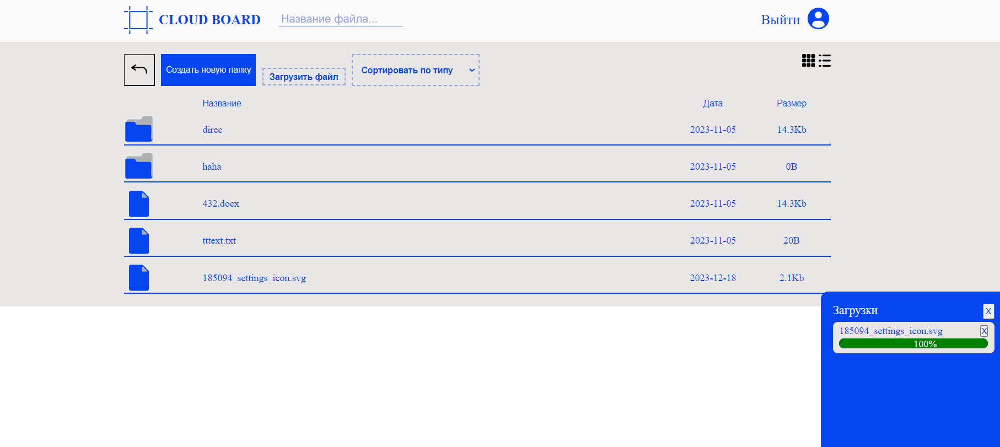 CLOUD BOARD
Название файла...
Выйти
Создать новую папку
Загрузить файл
Сортировать по типу
Название Дата Размер
direc 2023-11-05 14.3Kb
haha 2023-11-05 0B
432.docx 2023-11-05 14.3Kb
tttext.txt 2023-11-05 20B
185094_settings_icon.svg 2023-12-18 2.1Kb
Загрузки X
185094_settings_icon.svg X
100%